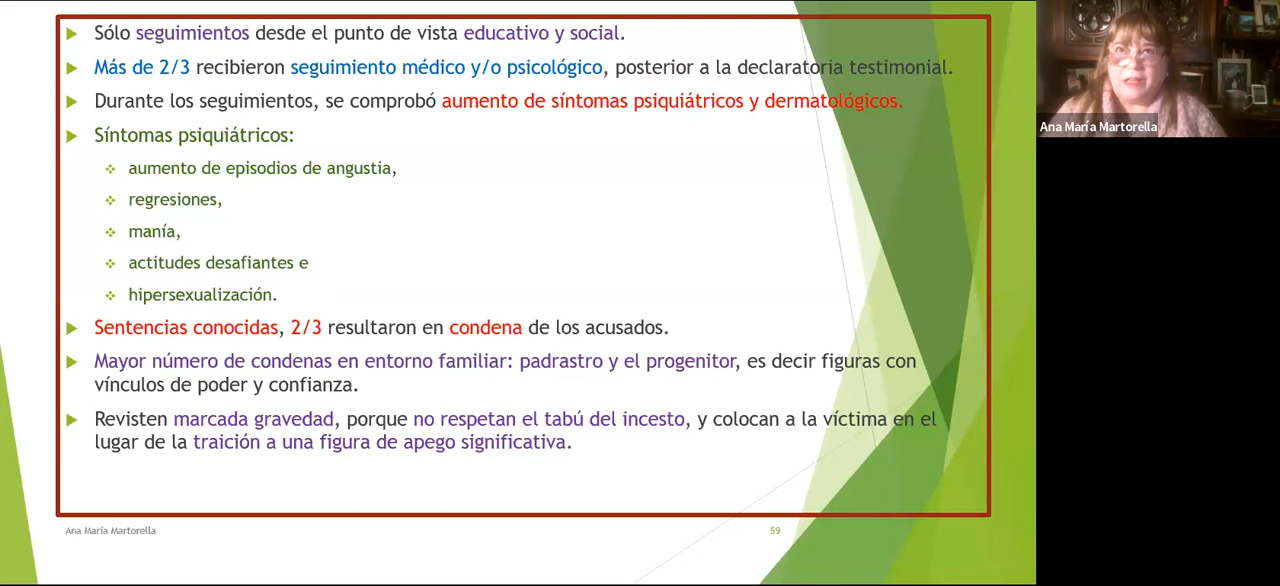 Sólo seguimientos desde el punto de vista educativo y social.
Más de 2/3 recibieron seguimiento médico y/o psicológico, posterior a la declaratoria testimonial.
Durante los seguimientos, se comprobó aumento de síntomas psiquiátricos y dermatológicos.
Síntomas psiquiátricos:
aumento de episodios de angustia,
regresiones,
manía,
actitudes desafiantes e
hipersexualización.
Sentencias conocidas, 2/3 resultaron en condena de los acusados.
Mayor número de condenas en entorno familiar: padrastro y el progenitor, es decir figuras con
vínculos de poder y confianza.
Revisten marcada gravedad, porque no respetan el tabú del incesto, y colocan a la víctima en el
lugar de la traición a una figura de apego significativa.
Ana María Martorella
59
Ana María Martorella